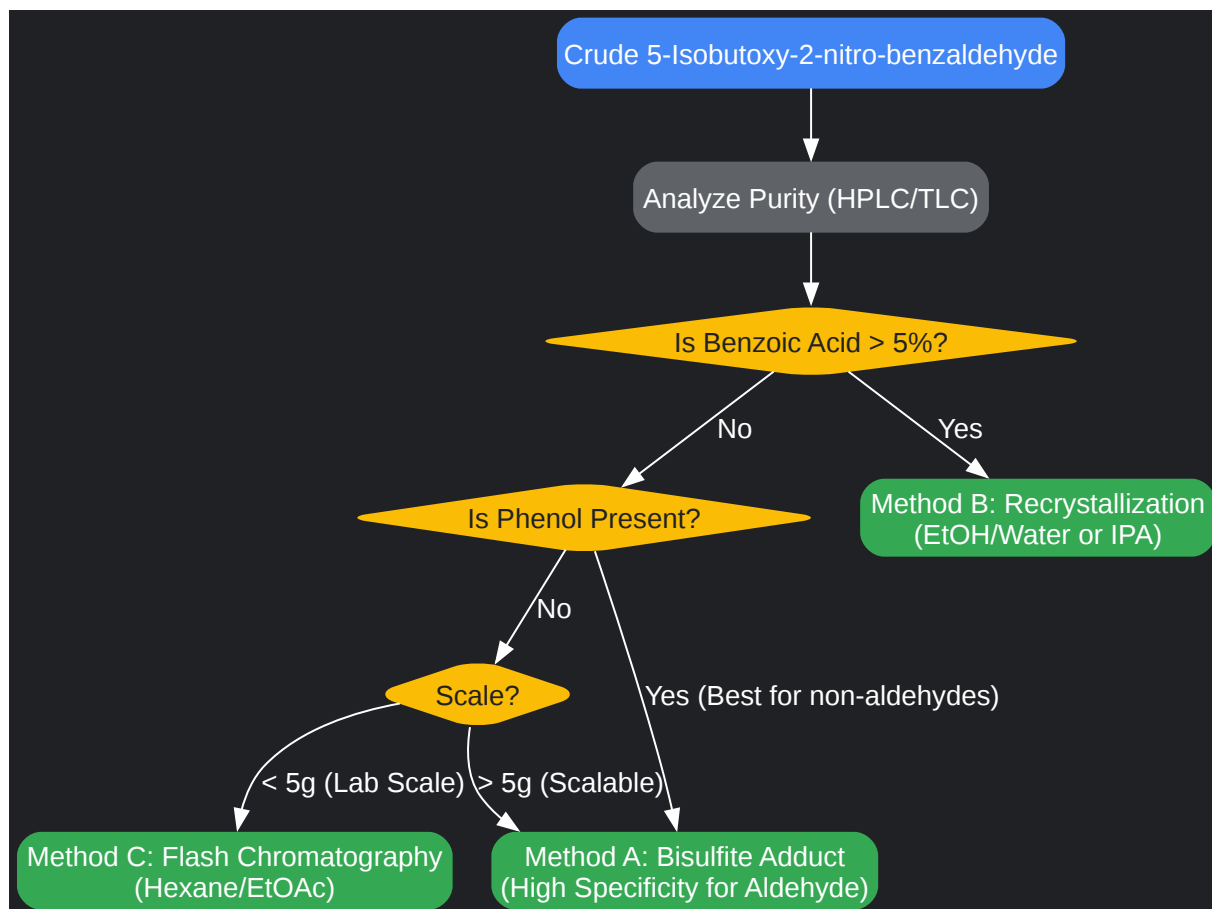 Crude 5-Isobutoxy-2-nitro-benzaldehyde
Analyze Purity (HPLC/TLC)
Is Benzoic Acid > 5%?
No
Yes
Is Phenol Present?
Method B: Recrystallization
(EtOH/Water or IPA)
No
Scale?
Yes (Best for non-aldehydes)
< 5g (Lab Scale)
> 5g (Scalable)
Method C: Flash Chromatography
(Hexane/EtOAc)
Method A: Bisulfite Adduct
(High Specificity for Aldehyde)